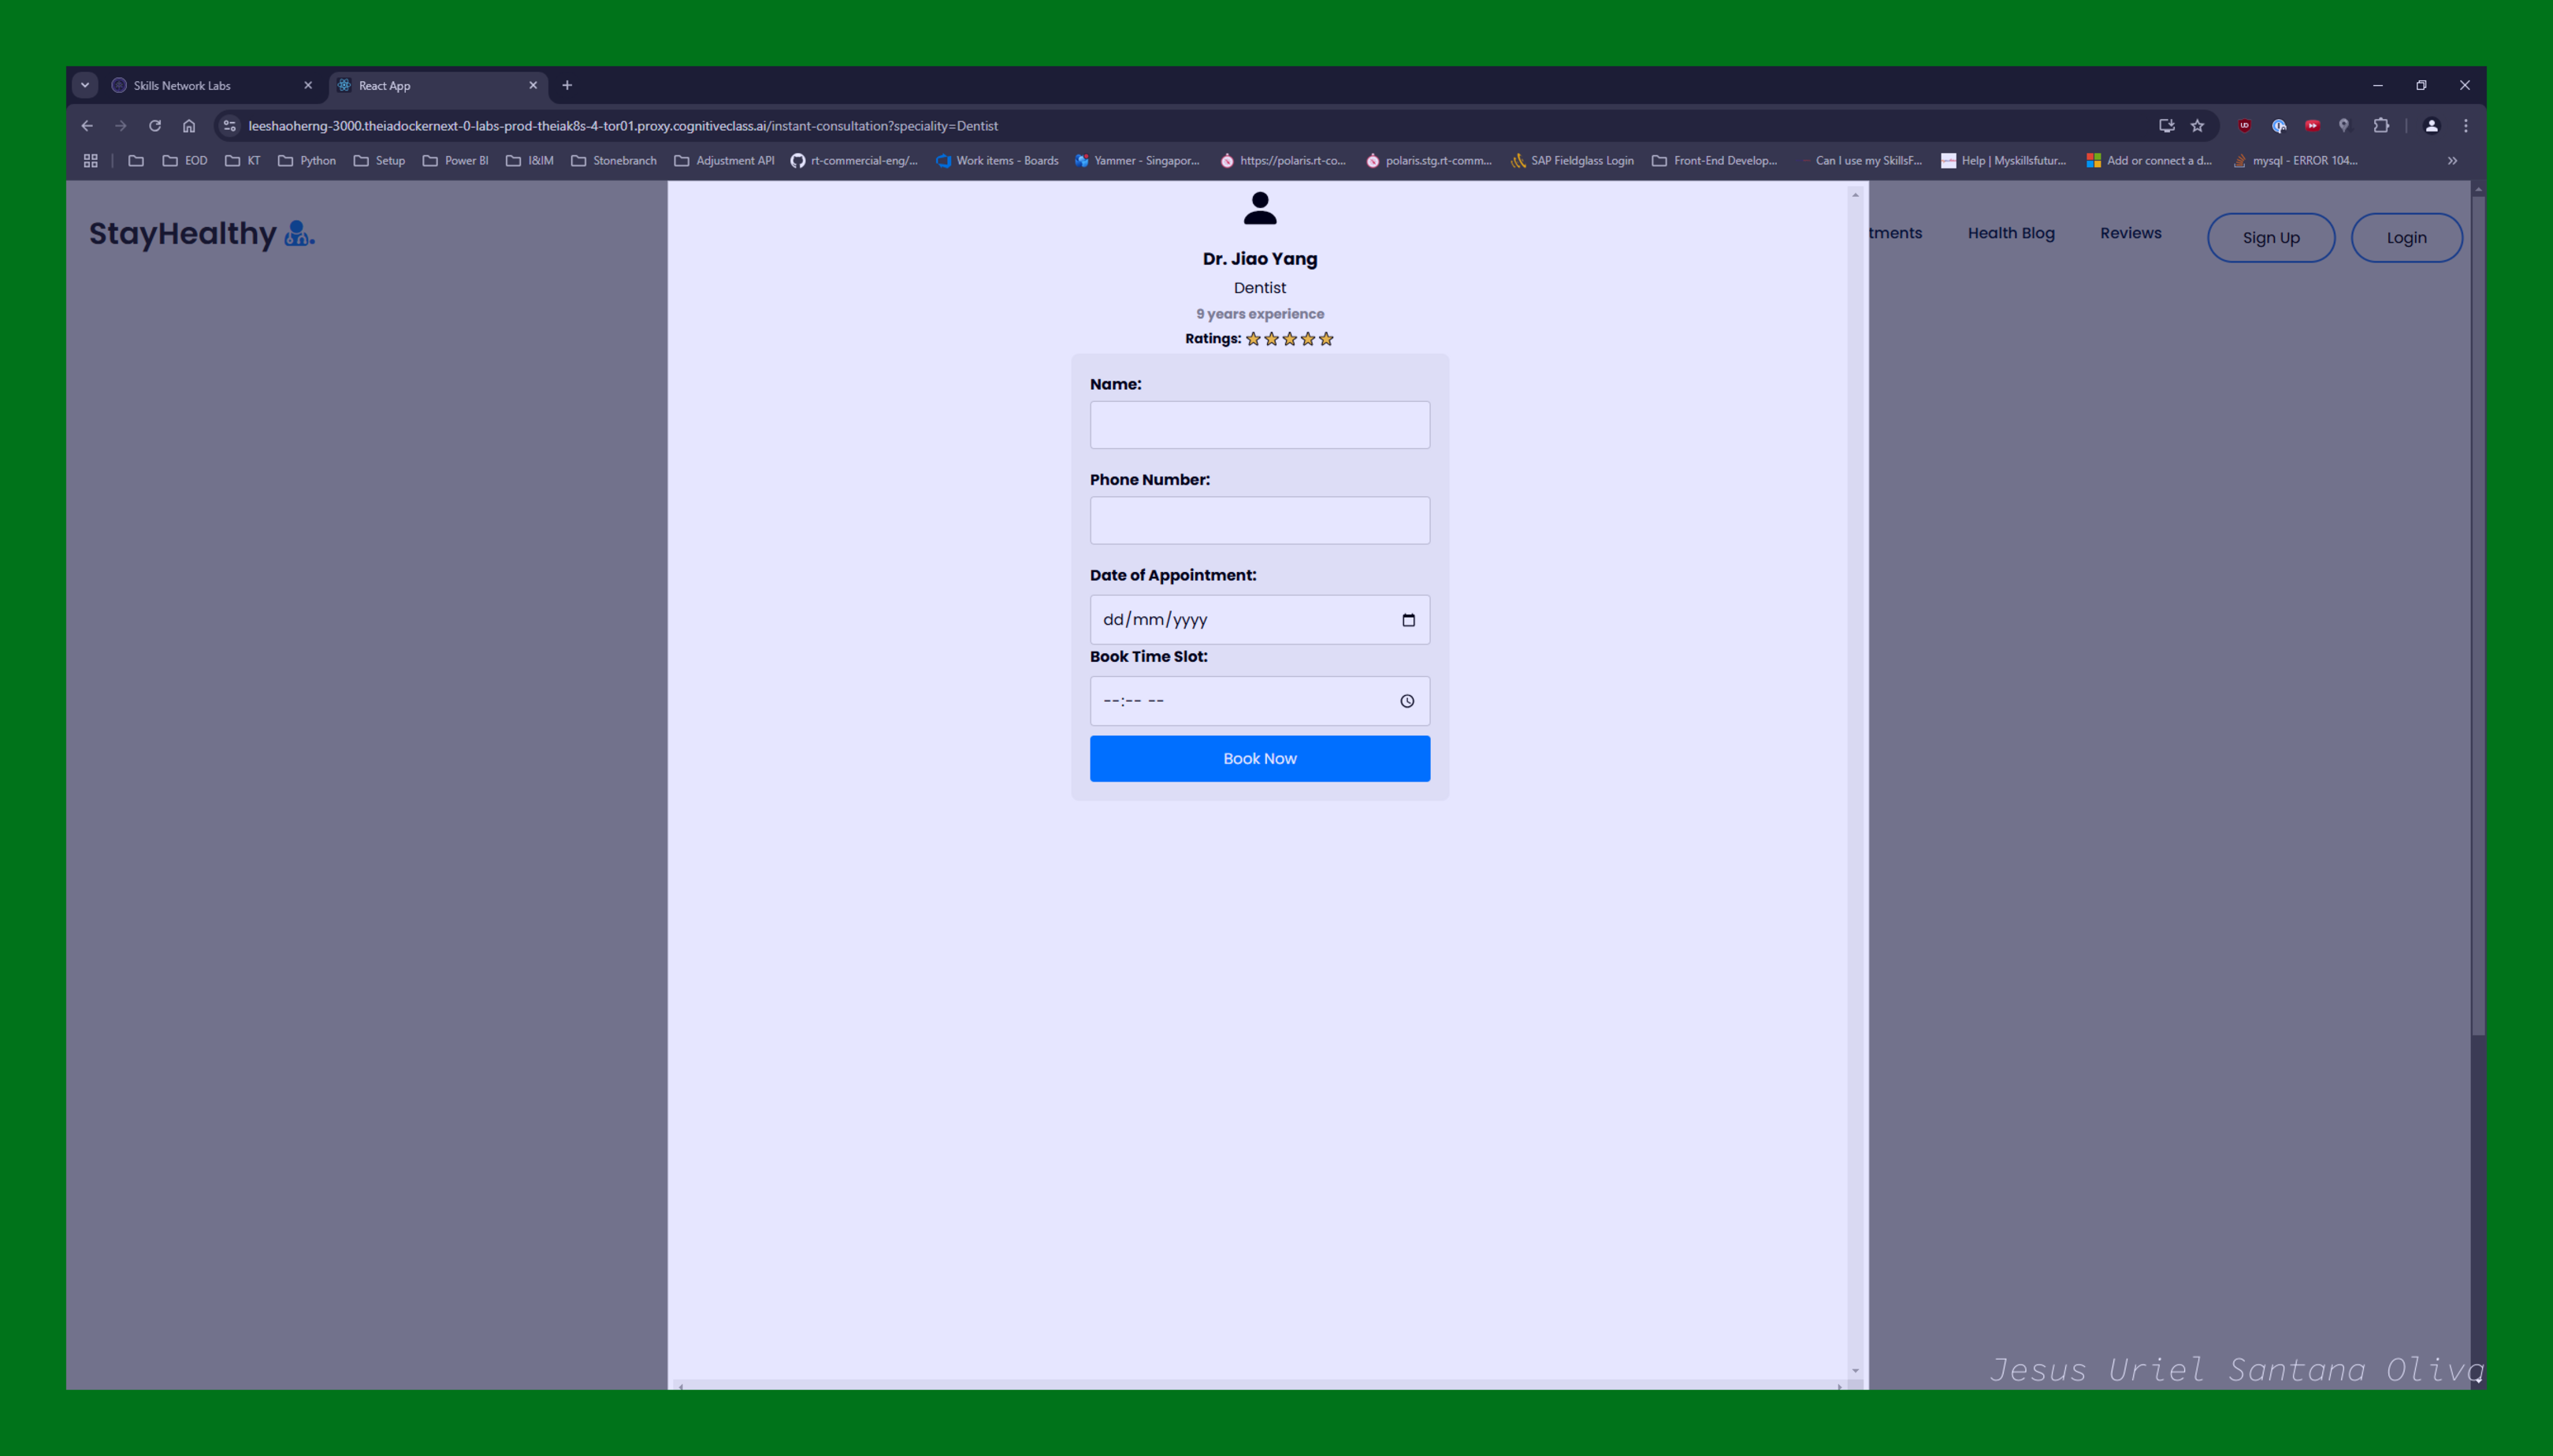 Skills Network Labs
React App
leeshaoherng-3000.theiadockernext-0-labs-prod-theiak8s-4-tor01.proxy.cognitiveclass.ai/instant-consultation?speciality=Dentist
EOD KT Python Setup Power BI I&IM Stonebranch Adjustment API rt-commercial-eng/... Work items - Boards Yammer - Singapor... https://polaris.rt-co... polaris.stg.rt-comm... SAP Fieldglass Login Front-End Develop... Can I use my SkillsF... Help | Myskillsfutur... Add or connect a d... mysql - ERROR 104...
StayHealthy
tments Health Blog Reviews Sign Up Login
Dr. Jiao Yang
Dentist
9 years experience
Ratings:
Name:
Phone Number:
Date of Appointment:
dd/mm/yyyy
Book Time Slot:
--:-- --
Book Now
Jesus Uriel Santana Oliva